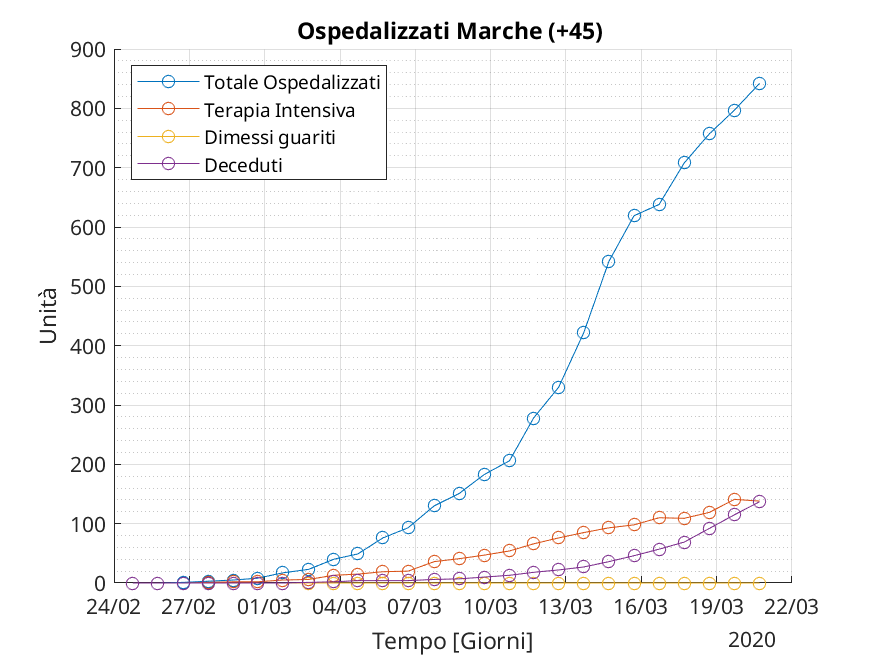 Ospedalizzati Marche (+45)
900
800
700
600
500
400
300
200
100
0
Unità
Totale Ospedalizzati
Terapia Intensiva
Dimessi guariti
Deceduti
24/02 27/02 01/03 04/03 07/03 10/03 13/03 16/03 19/03 22/03
Tempo [Giorni]
2020